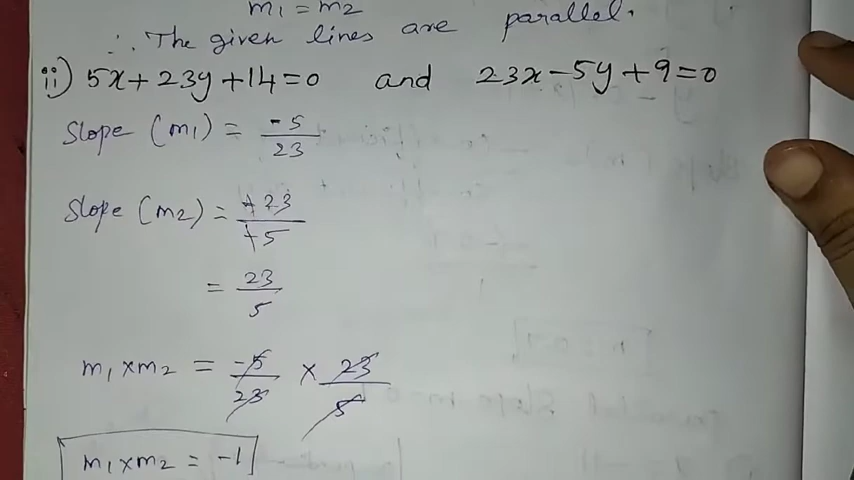 m₁ = m₂
∴ The given lines are parallel.
ii) 5x + 23y + 14 = 0 and 23x - 5y + 9 = 0
Slope (m₁) = -5/23
Slope (m₂) = -23/-5
= 23/5
m₁ × m₂ = -5/23 × 23/5
m₁ × m₂ = -1